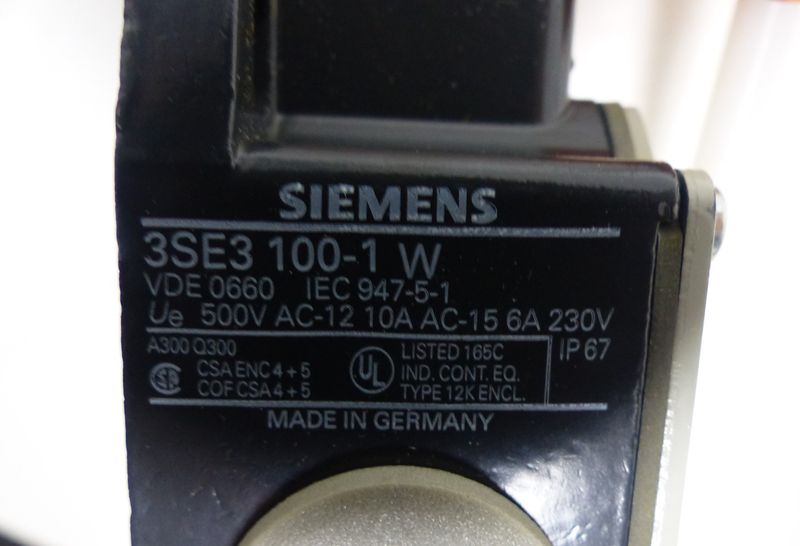 SIEMENS
3SE3 100-1 W
VDE 0660 IEC 947-5-1
Ue 500V AC-12 10A AC-15 6A 230V
A300 Q300
CSA ENC 4 + 5
COF CSA 4 + 5
UL
LISTED 165C
IND. CONT. EQ.
TYPE 12K ENCL.
IP 67
MADE IN GERMANY